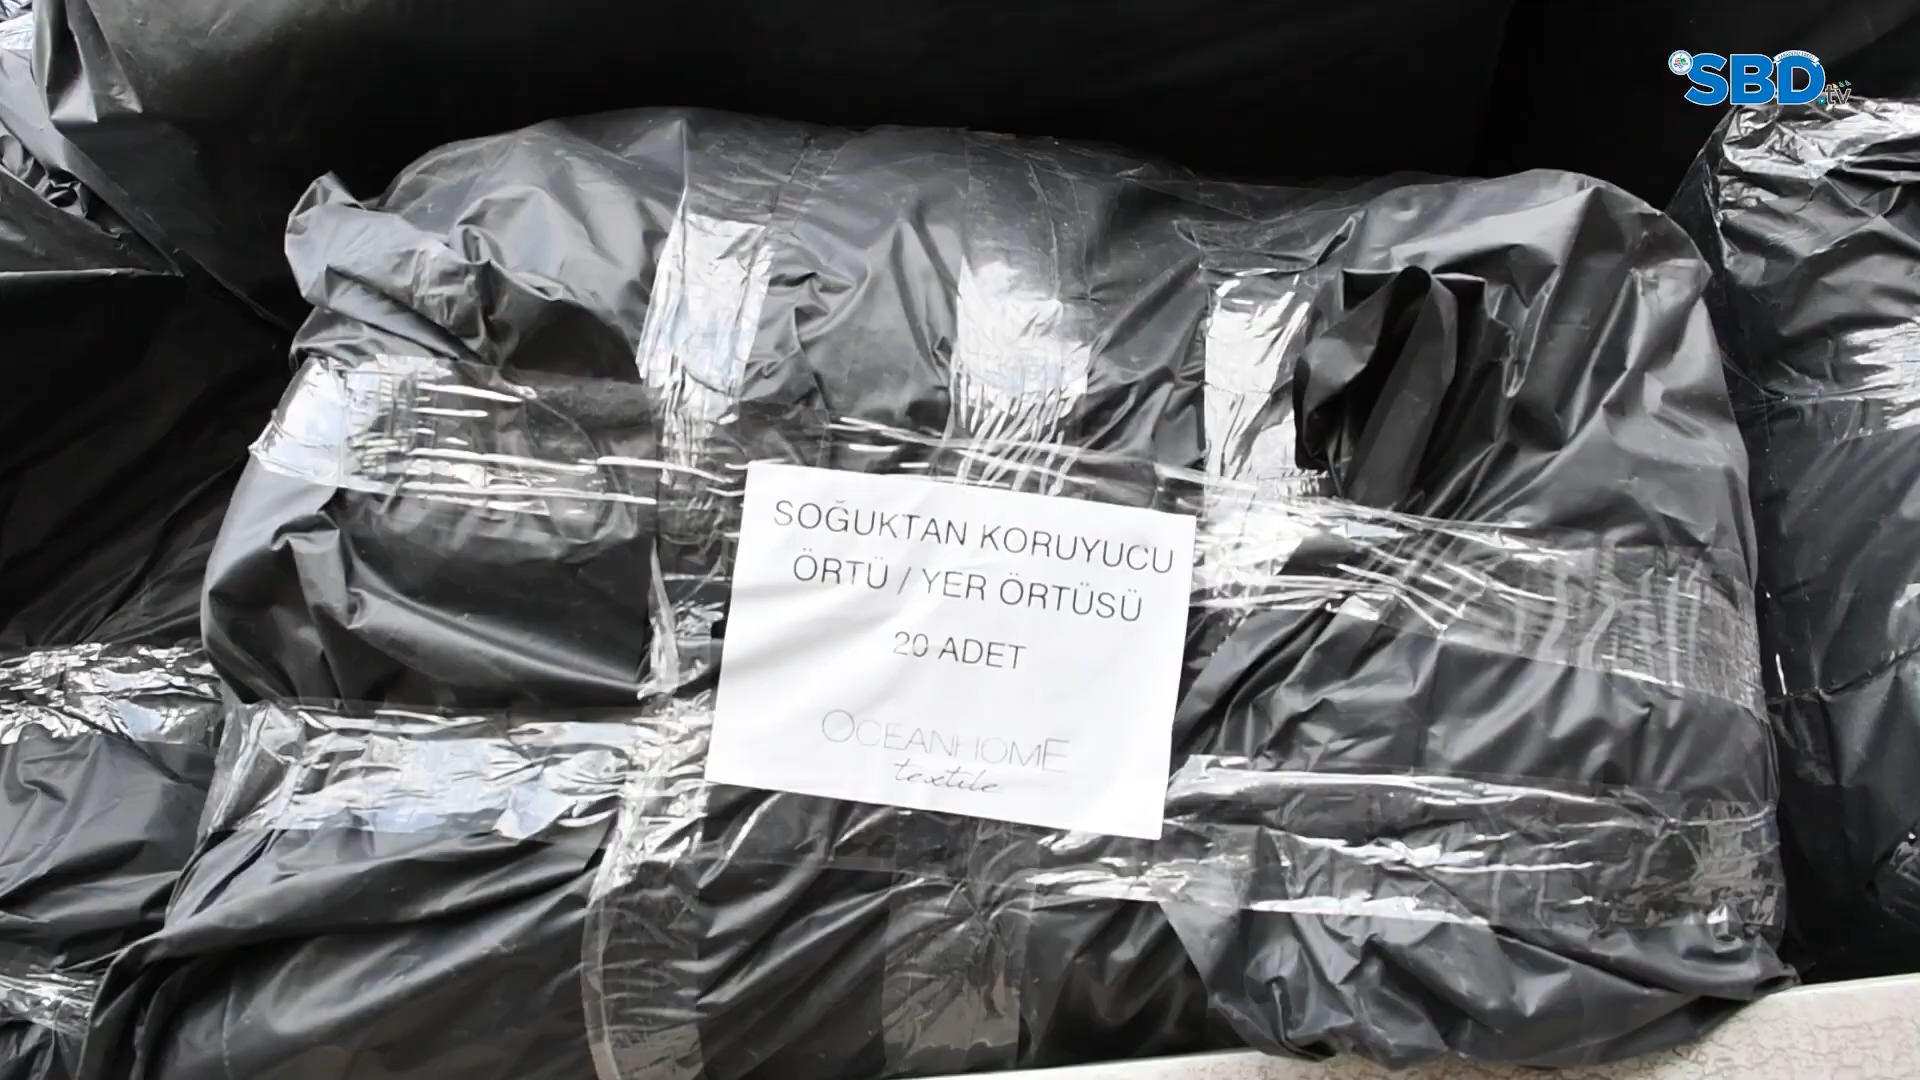 SBD.tv
SOĞUKTAN KORUYUCU
ÖRTÜ / YER ÖRTÜSÜ
20 ADET
OCEANHOME
textile